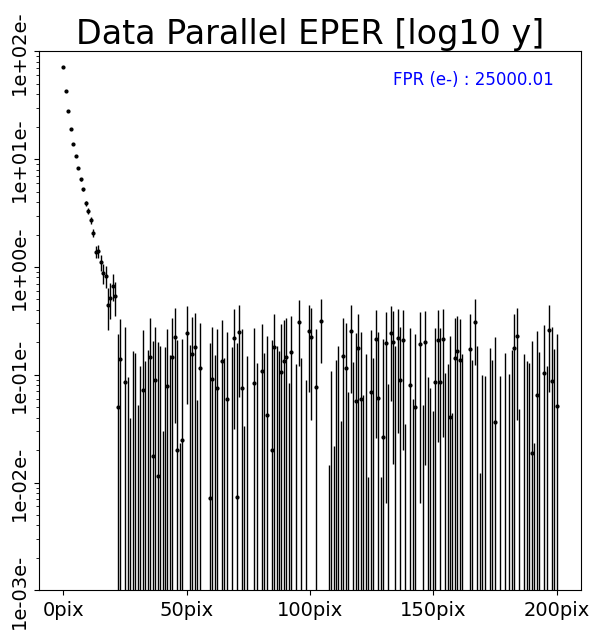 Data Parallel EPER [log10 y]
FPR (e-) : 25000.01
1e+02e-
1e+01e-
1e+00e-
1e-01e-
1e-02e-
1e-03e-
0pix 50pix 100pix 150pix 200pix